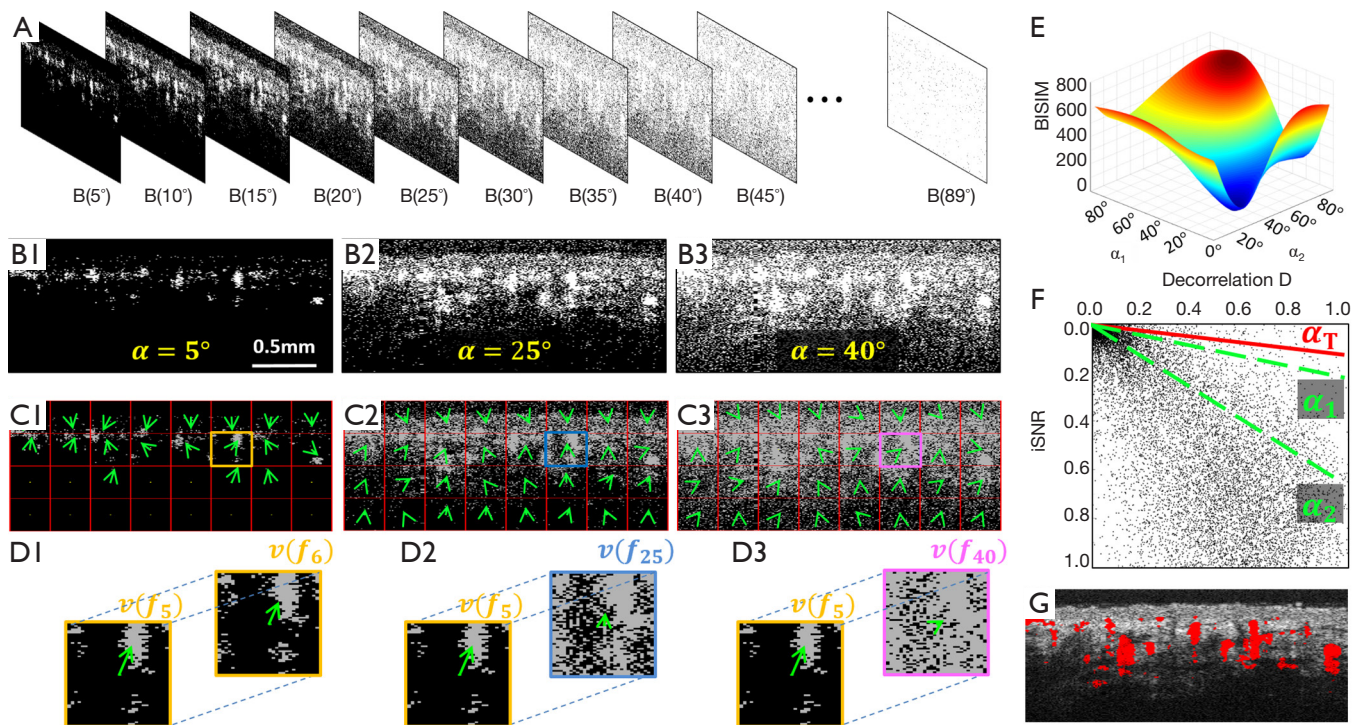 A
B(5°) B(10°) B(15°) B(20°) B(25°) B(30°) B(35°) B(40°) B(45°) B(89°)
B1
α = 5°
0.5mm
B2
α = 25°
B3
α = 40°
C1
C2
C3
D1
v(f5)
v(f6)
D2
v(f5)
v(f25)
D3
v(f5)
v(f40)
E
BISIM
800
600
400
200
0
80°
60°
40°
20°
0°
20°
40°
60°
80°
α1
α2
F
Decorrelation D
0.0 0.2 0.4 0.6 0.8 1.0
iSNR
0.0
0.2
0.4
0.6
0.8
1.0
αT
α1
α2
G